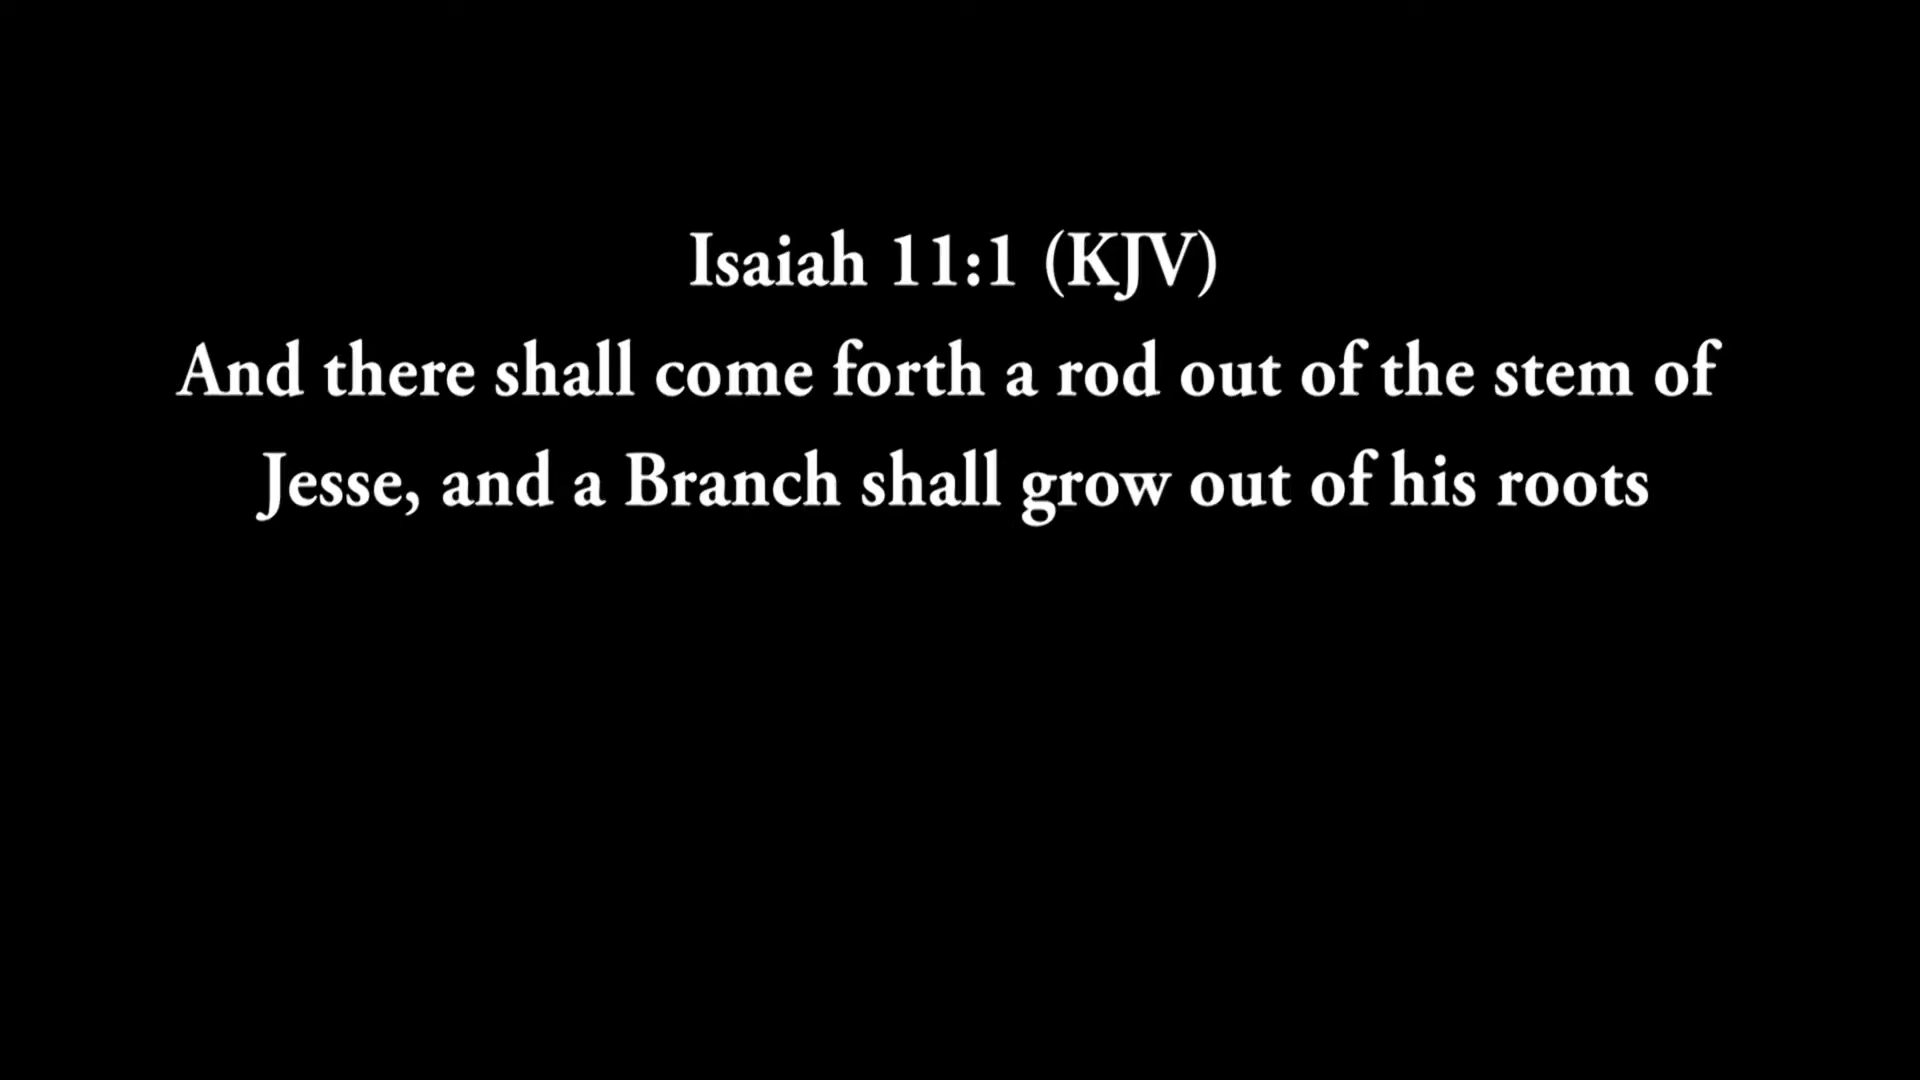 Isaiah 11:1 (KJV)
And there shall come forth a rod out of the stem of
Jesse, and a Branch shall grow out of his roots